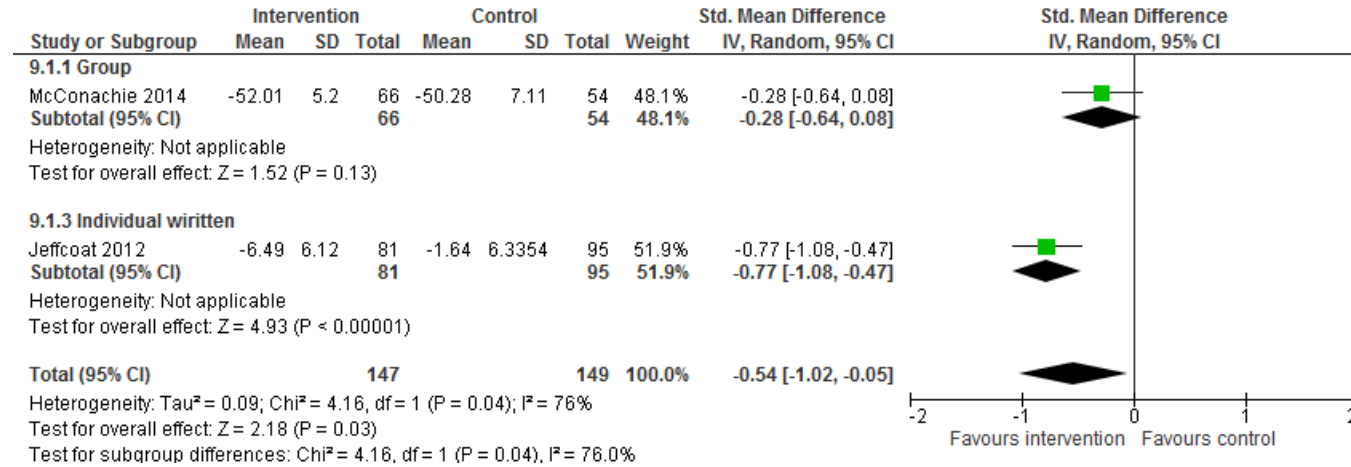 Intervention Control Std. Mean Difference Std. Mean Difference
Study or Subgroup Mean SD Total Mean SD Total Weight IV, Random, 95% CI IV, Random, 95% CI
9.1.1 Group
McConachie 2014 -52.01 5.2 66 -50.28 7.11 54 48.1% -0.28 [-0.64, 0.08]
Subtotal (95% CI) 66 54 48.1% -0.28 [-0.64, 0.08]
Heterogeneity: Not applicable
Test for overall effect: Z = 1.52 (P = 0.13)
9.1.3 Individual wiritten
Jeffcoat 2012 -6.49 6.12 81 -1.64 6.3354 95 51.9% -0.77 [-1.08, -0.47]
Subtotal (95% CI) 81 95 51.9% -0.77 [-1.08, -0.47]
Heterogeneity: Not applicable
Test for overall effect: Z = 4.93 (P < 0.00001)
Total (95% CI) 147 149 100.0% -0.54 [-1.02, -0.05]
Heterogeneity: Tau² = 0.09; Chi² = 4.16, df = 1 (P = 0.04); I² = 76%
Test for overall effect: Z = 2.18 (P = 0.03)
Test for subgroup differences: Chi² = 4.16, df = 1 (P = 0.04), I² = 76.0%
-2 -1 0 1 2
Favours intervention Favours control